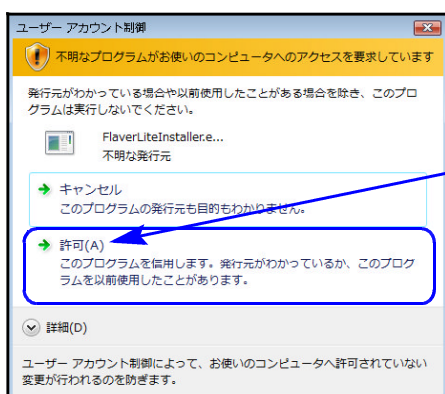 ユーザー アカウント制御
不明なプログラムがお使いのコンピュータへのアクセスを要求しています
発行元がわかっている場合や以前使用したことがある場合を除き、このプロ
グラムは実行しないでください。
FlaverLiteInstaller.e...
不明な発行元
キャンセル
このプログラムの発行元も目的もわかりません。
許可(A)
このプログラムを信用します。発行元がわかっているか、このプログ
ラムを以前使用したことがあります。
詳細(D)
ユーザー アカウント制御によって、お使いのコンピュータへ許可されていない
変更が行われるのを防ぎます。